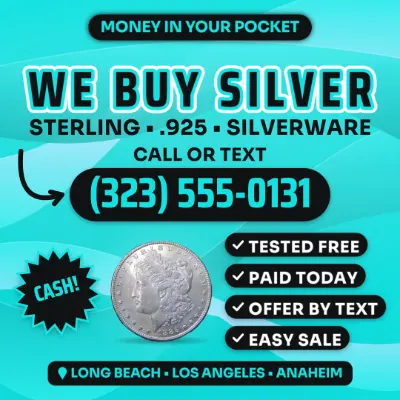 MONEY IN YOUR POCKET
WE BUY SILVER
STERLING ▪ .925 ▪ SILVERWARE
CALL OR TEXT
(323) 555-0131
CASH!
✓ TESTED FREE
✓ PAID TODAY
✓ OFFER BY TEXT
✓ EASY SALE
LONG BEACH ▪ LOS ANGELES ▪ ANAHEIM